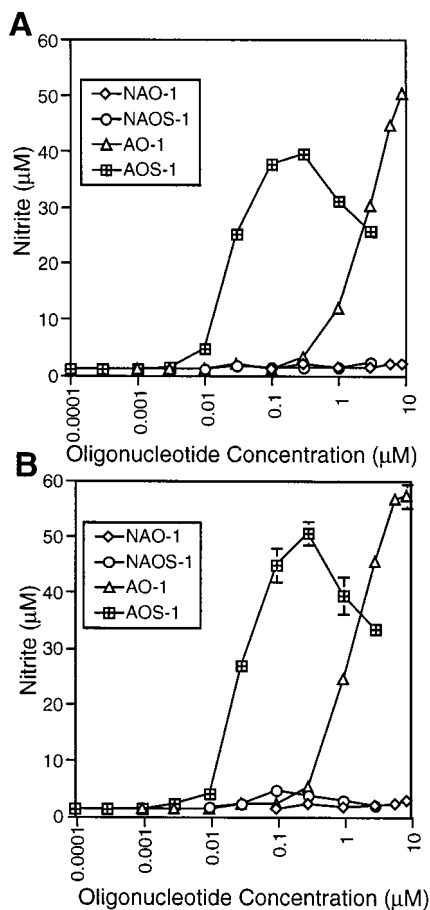 A
60
50
40
30
20
10
0
Nitrite (μM)
NAO-1
NAOS-1
AO-1
AOS-1
0.0001
0.001
0.01
0.1
1
10
Oligonucleotide Concentration (μM)
B
60
50
40
30
20
10
0
Nitrite (μM)
NAO-1
NAOS-1
AO-1
AOS-1
0.0001
0.001
0.01
0.1
1
10
Oligonucleotide Concentration (μM)